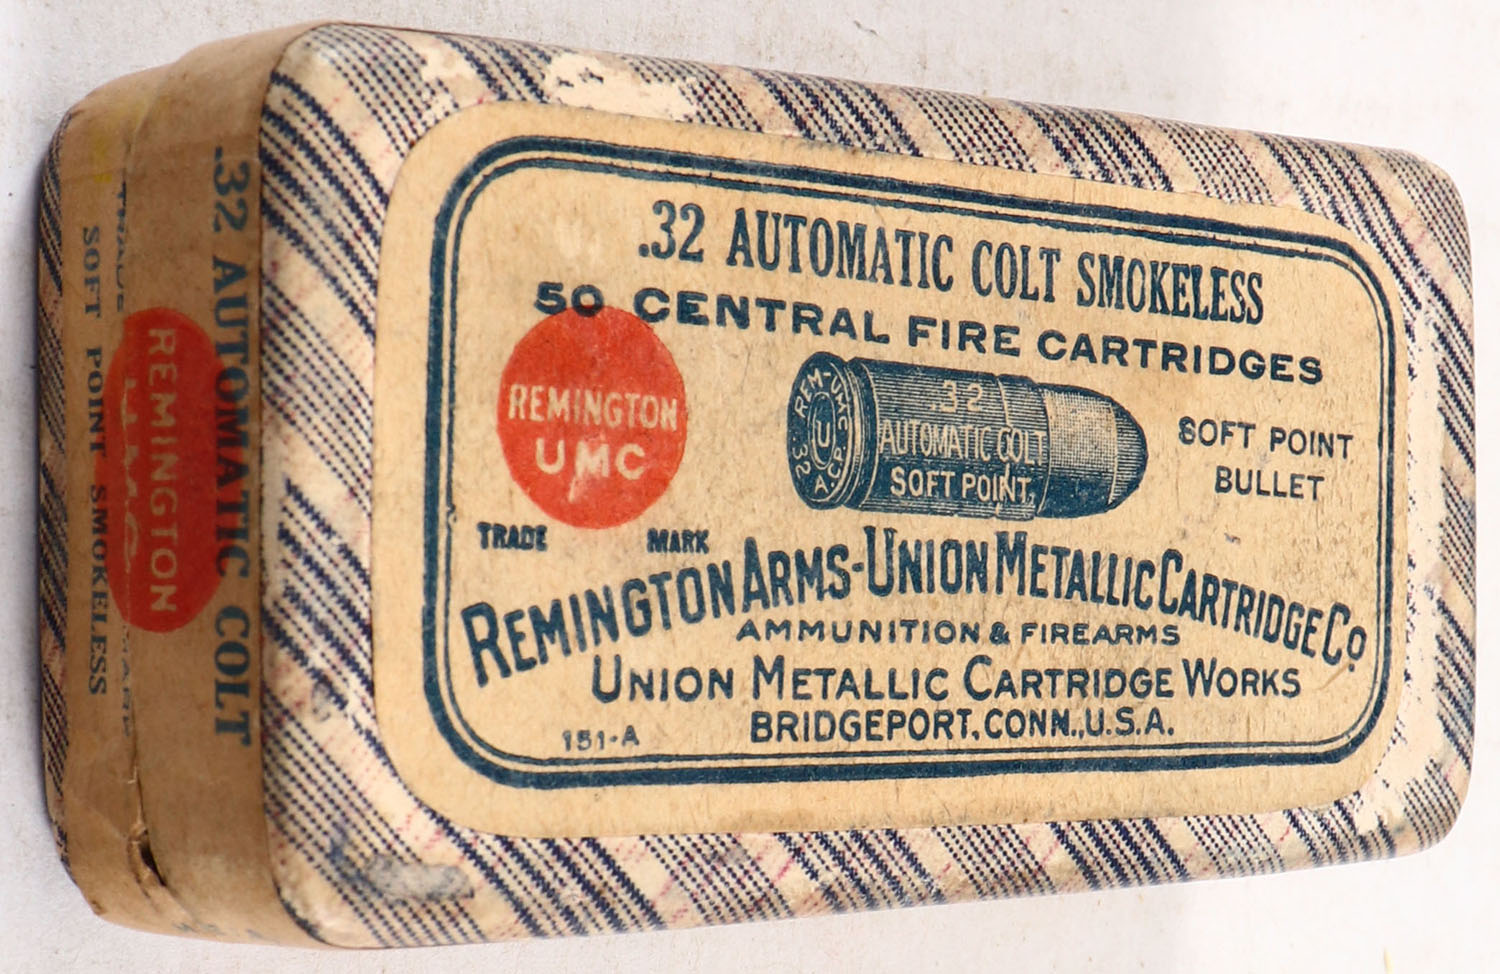 .32 AUTOMATIC COLT SMOKELESS
50 CENTRAL FIRE CARTRIDGES
REMINGTON
UMC
TRADE MARK
REM-UMC
U
.32 A.C.P.
.32
AUTOMATIC COLT
SOFT POINT.
SOFT POINT
BULLET
REMINGTON ARMS-UNION METALLIC CARTRIDGE CO
AMMUNITION & FIREARMS
UNION METALLIC CARTRIDGE WORKS
BRIDGEPORT, CONN., U.S.A.
151-A
.32 AUTOMATIC COLT
REMINGTON
UMC
SOFT POINT SMOKELESS